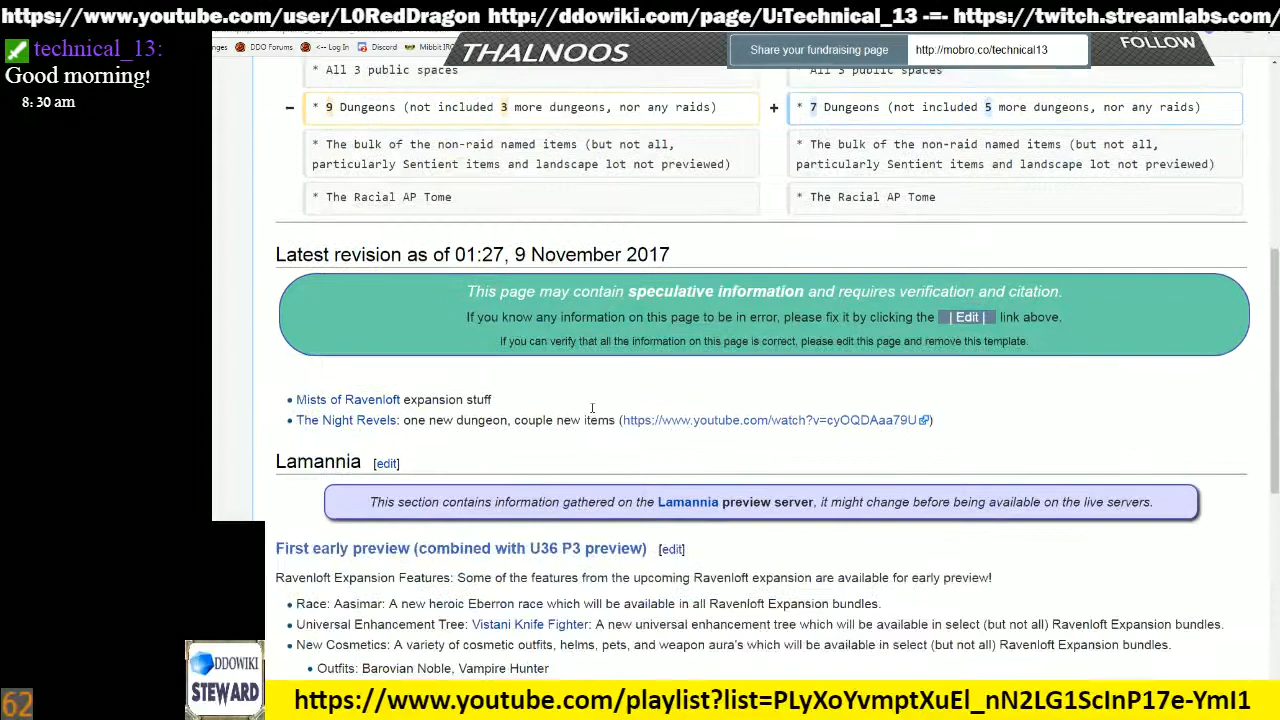 https://www.youtube.com/user/L0RedDragon http://ddowiki.com/page/U:Technical_13 -=- https://twitch.streamlabs.com/
technical_13:
Good morning!
8:30 am
nges DDO Forums <-- Log In Discord Mibbit IR
THALNOOS
Share your fundraising page http://mobro.co/technical13
FOLLOW
* All 3 public spaces
* All 3 public spaces
− * 9 Dungeons (not included 3 more dungeons, nor any raids)
+ * 7 Dungeons (not included 5 more dungeons, nor any raids)
* The bulk of the non-raid named items (but not all,
particularly Sentient items and landscape lot not previewed)
* The bulk of the non-raid named items (but not all,
particularly Sentient items and landscape lot not previewed)
* The Racial AP Tome
* The Racial AP Tome
Latest revision as of 01:27, 9 November 2017
This page may contain speculative information and requires verification and citation.
If you know any information on this page to be in error, please fix it by clicking the | Edit | link above.
If you can verify that all the information on this page is correct, please edit this page and remove this template.
• Mists of Ravenloft expansion stuff
• The Night Revels: one new dungeon, couple new items (https://www.youtube.com/watch?v=cyOQDAaa79U)
Lamannia [edit]
This section contains information gathered on the Lamannia preview server, it might change before being available on the live servers.
First early preview (combined with U36 P3 preview) [edit]
Ravenloft Expansion Features: Some of the features from the upcoming Ravenloft expansion are available for early preview!
• Race: Aasimar: A new heroic Eberron race which will be available in all Ravenloft Expansion bundles.
• Universal Enhancement Tree: Vistani Knife Fighter: A new universal enhancement tree which will be available in select (but not all) Ravenloft Expansion bundles.
• New Cosmetics: A variety of cosmetic outfits, helms, pets, and weapon aura's which will be available in select (but not all) Ravenloft Expansion bundles.
• Outfits: Barovian Noble, Vampire Hunter
DDOWIKI
STEWARD
62
https://www.youtube.com/playlist?list=PLyXoYvmptXuEl_nN2LG1ScInP17e-YmI1